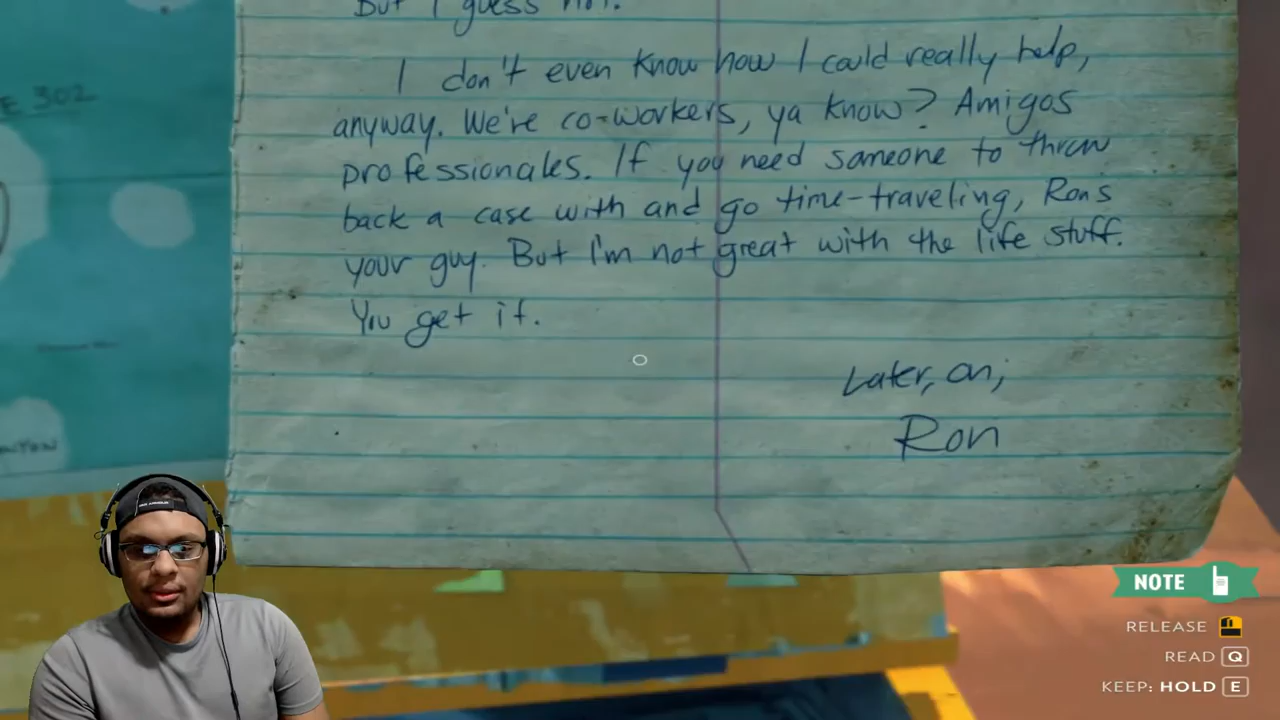 But I guess not.
I don't even know how I could really help,
anyway. We're co-workers, ya know? Amigos
professionales. If you need someone to throw
back a case with and go time-traveling, Ron's
your guy. But I'm not great with the life stuff.
You get it.
Later, on,
Ron
E 302
NOTE
RELEASE
READ Q
KEEP: HOLD E